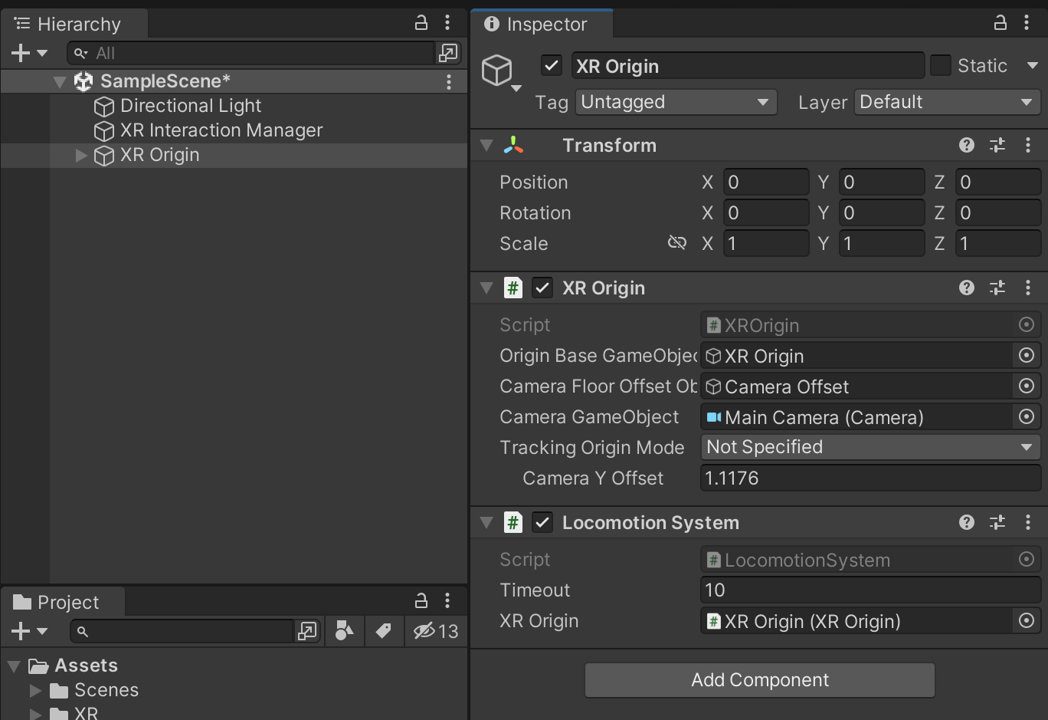 Hierarchy
All
SampleScene*
Directional Light
XR Interaction Manager
XR Origin
Project
13
Assets
Scenes
XR
Inspector
XR Origin
Static
Tag Untagged Layer Default
Transform
Position X 0 Y 0 Z 0
Rotation X 0 Y 0 Z 0
Scale X 1 Y 1 Z 1
# XR Origin
Script # XROrigin
Origin Base GameObjec XR Origin
Camera Floor Offset Ob Camera Offset
Camera GameObject Main Camera (Camera)
Tracking Origin Mode Not Specified
Camera Y Offset 1.1176
# Locomotion System
Script # LocomotionSystem
Timeout 10
XR Origin # XR Origin (XR Origin)
Add Component